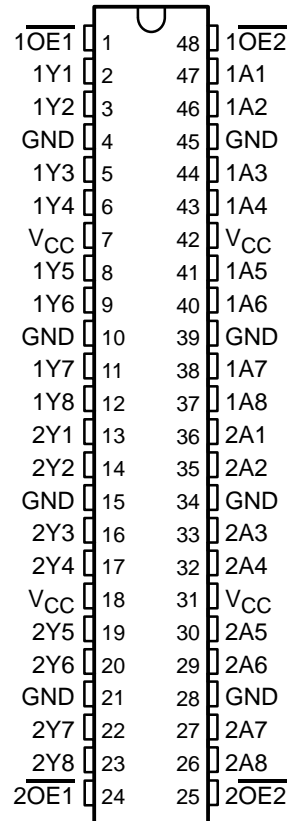 1OE1 1 48 1OE2
1Y1 2 47 1A1
1Y2 3 46 1A2
GND 4 45 GND
1Y3 5 44 1A3
1Y4 6 43 1A4
VCC 7 42 VCC
1Y5 8 41 1A5
1Y6 9 40 1A6
GND 10 39 GND
1Y7 11 38 1A7
1Y8 12 37 1A8
2Y1 13 36 2A1
2Y2 14 35 2A2
GND 15 34 GND
2Y3 16 33 2A3
2Y4 17 32 2A4
VCC 18 31 VCC
2Y5 19 30 2A5
2Y6 20 29 2A6
GND 21 28 GND
2Y7 22 27 2A7
2Y8 23 26 2A8
2OE1 24 25 2OE2